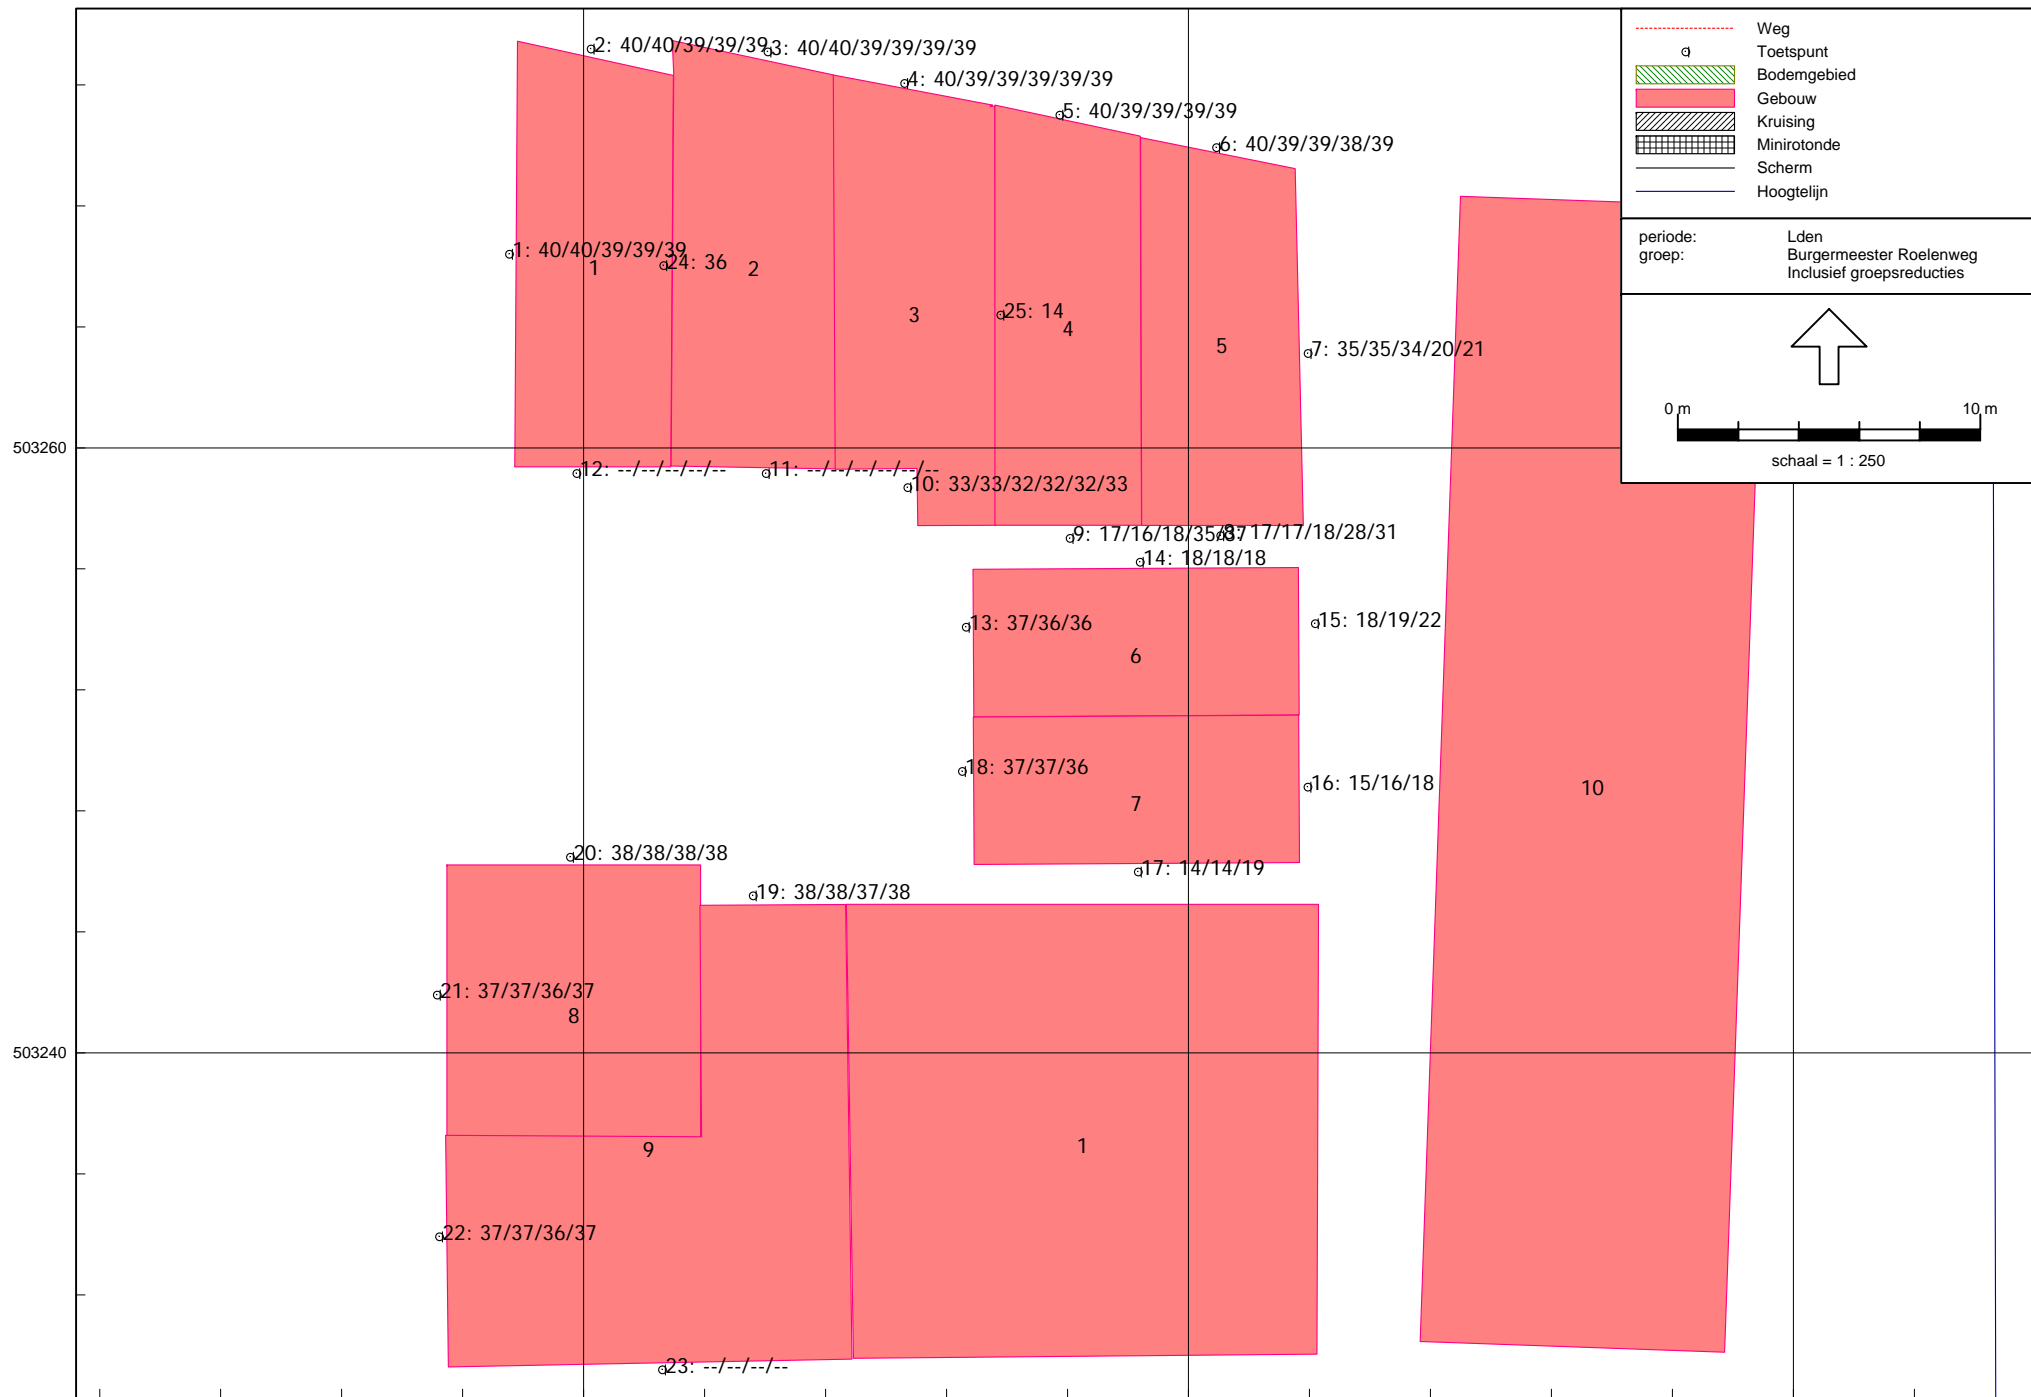 2: 40/40/39/39/39
3: 40/40/39/39/39/39
4: 40/39/39/39/39/39
5: 40/39/39/39/39
6: 40/39/39/38/39
1: 40/40/39/39/39
1
24: 36
2
3
25: 14
4
5
7: 35/35/34/20/21
503260
12: --/--/--/--/--
11: --/--/--/--/--/--
10: 33/33/32/32/32/33
9: 17/16/18/35/37
8: 17/17/18/28/31
14: 18/18/18
13: 37/36/36
15: 18/19/22
6
18: 37/37/36
16: 15/16/18
7
10
20: 38/38/38/38
17: 14/14/19
19: 38/38/37/38
21: 37/37/36/37
8
503240
9
1
22: 37/37/36/37
23: --/--/--/--
Weg
Toetspunt
Bodemgebied
Gebouw
Kruising
Minirotonde
Scherm
Hoogtelijn
periode: Lden
groep: Burgermeester Roelenweg
Inclusief groepsreducties
0 m 10 m
schaal = 1 : 250